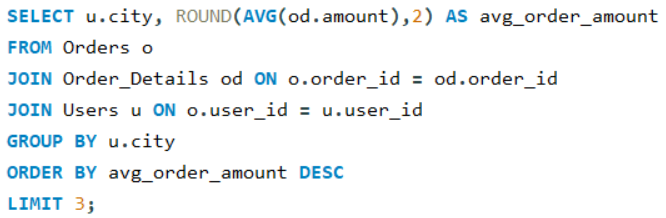 SELECT u.city, ROUND(AVG(od.amount),2) AS avg_order_amount
FROM Orders o
JOIN Order_Details od ON o.order_id = od.order_id
JOIN Users u ON o.user_id = u.user_id
GROUP BY u.city
ORDER BY avg_order_amount DESC
LIMIT 3;